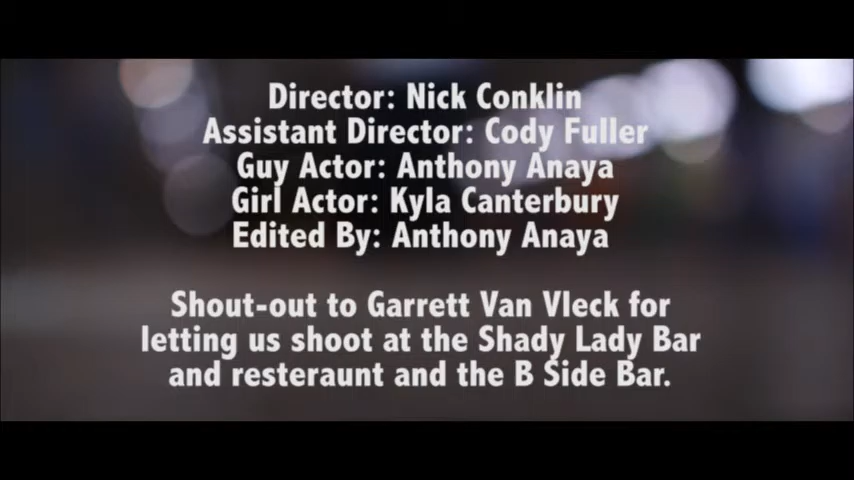 Director: Nick Conklin
Assistant Director: Cody Fuller
Guy Actor: Anthony Anaya
Girl Actor: Kyla Canterbury
Edited By: Anthony Anaya
Shout-out to Garrett Van Vleck for
letting us shoot at the Shady Lady Bar
and resteraunt and the B Side Bar.